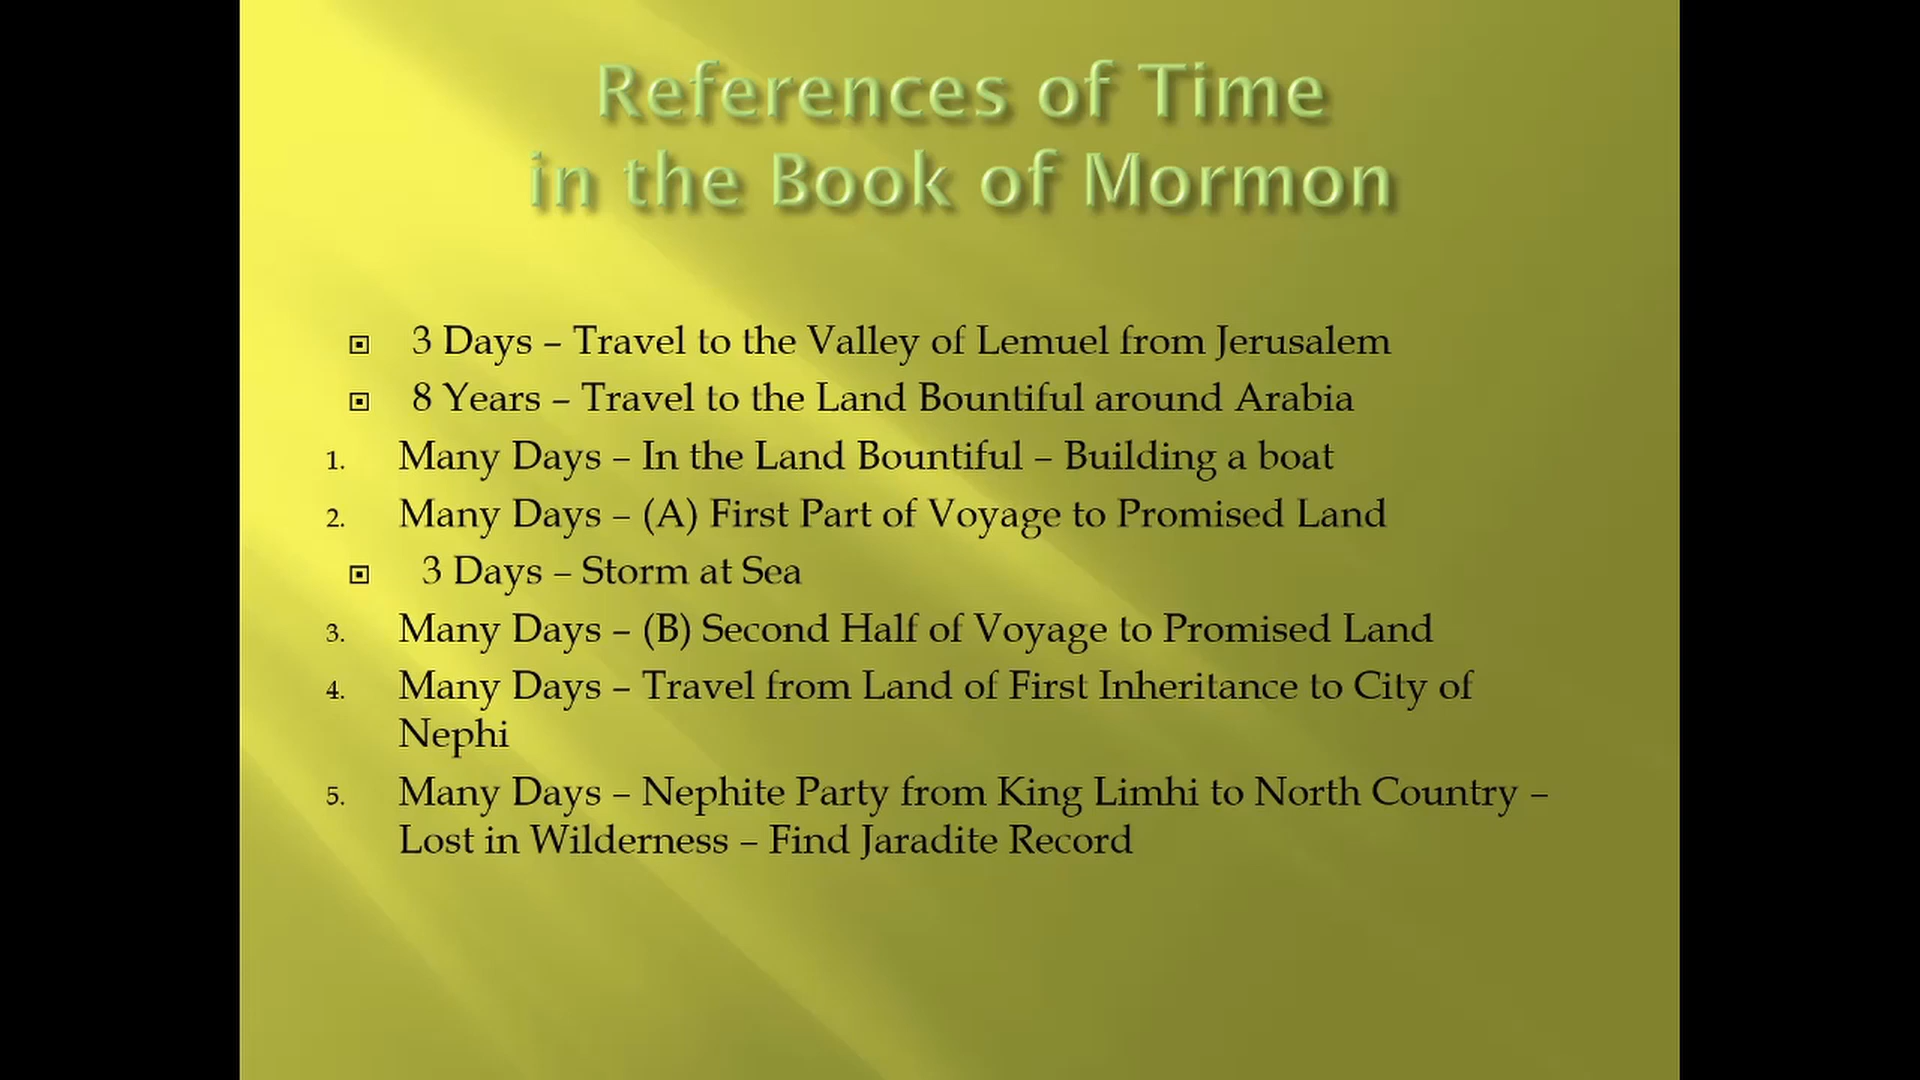 References of Time
in the Book of Mormon
3 Days – Travel to the Valley of Lemuel from Jerusalem
8 Years – Travel to the Land Bountiful around Arabia
1. Many Days – In the Land Bountiful – Building a boat
2. Many Days – (A) First Part of Voyage to Promised Land
3 Days – Storm at Sea
3. Many Days – (B) Second Half of Voyage to Promised Land
4. Many Days – Travel from Land of First Inheritance to City of
Nephi
5. Many Days – Nephite Party from King Limhi to North Country –
Lost in Wilderness – Find Jaradite Record